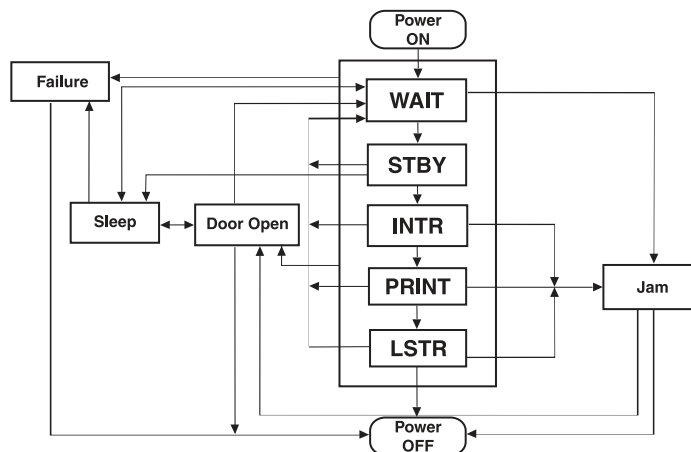 Power
ON
Failure
WAIT
STBY
Sleep
Door Open
INTR
PRINT
Jam
LSTR
Power
OFF